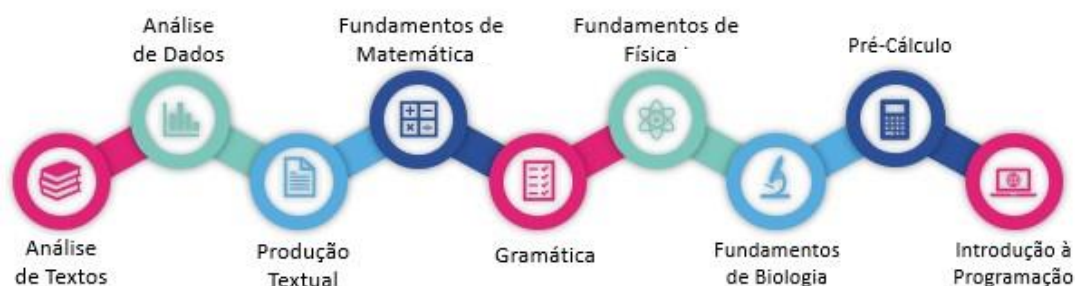 Análise
de Dados
Fundamentos de
Matemática
Fundamentos de
Física
Pré-Cálculo
Análise
de Textos
Produção
Textual
Gramática
Fundamentos
de Biologia
Introdução à
Programação